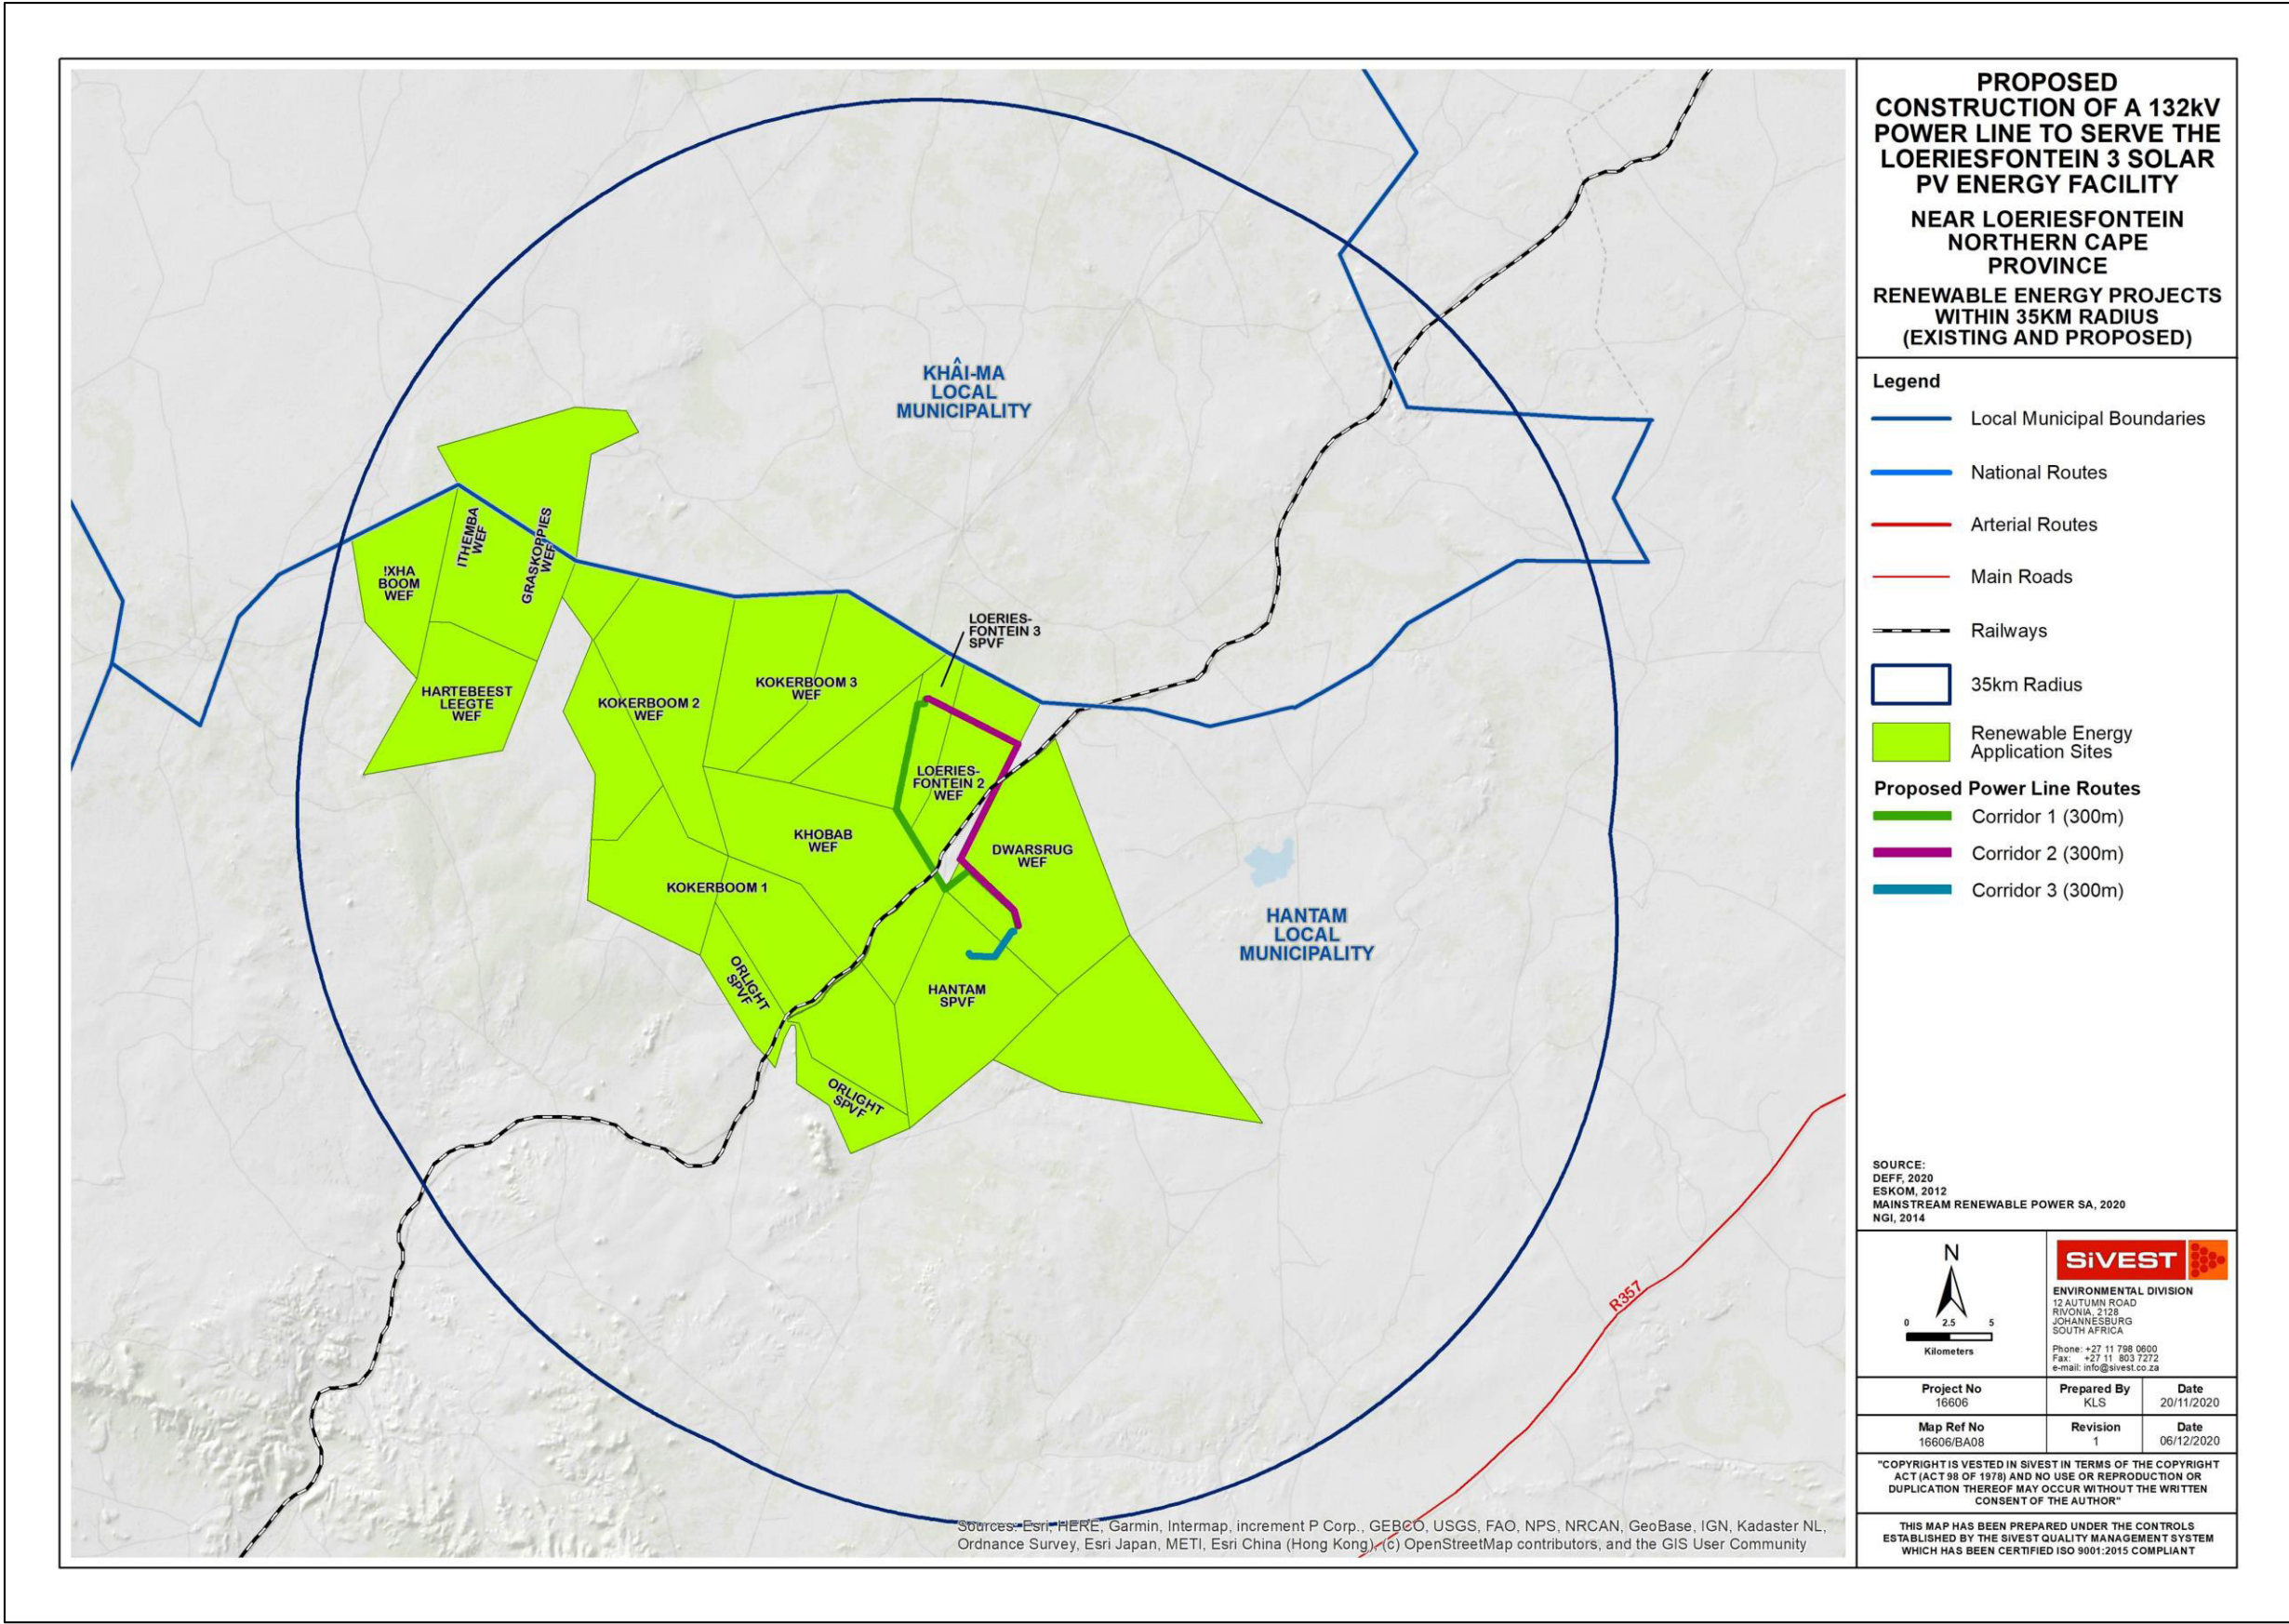 PROPOSED
CONSTRUCTION OF A 132kV
POWER LINE TO SERVE THE
LOERIESFONTEIN 3 SOLAR
PV ENERGY FACILITY
NEAR LOERIESFONTEIN
NORTHERN CAPE
PROVINCE
RENEWABLE ENERGY PROJECTS
WITHIN 35KM RADIUS
(EXISTING AND PROPOSED)
Legend
Local Municipal Boundaries
National Routes
Arterial Routes
Main Roads
Railways
35km Radius
Renewable Energy
Application Sites
Proposed Power Line Routes
Corridor 1 (300m)
Corridor 2 (300m)
Corridor 3 (300m)
SOURCE:
DEFF, 2020
ESKOM, 2012
MAINSTREAM RENEWABLE POWER SA, 2020
NGI, 2014
N
0 2.5 5
Kilometers
SiVEST
ENVIRONMENTAL DIVISION
12 AUTUMN ROAD
RIVONIA, 2128
JOHANNESBURG
SOUTH AFRICA
Phone: +27 11 798 0600
Fax: +27 11 803 7272
e-mail: info@sivest.co.za
Project No
16606
Prepared By
KLS
Date
20/11/2020
Map Ref No
16606/BA08
Revision
1
Date
06/12/2020
"COPYRIGHT IS VESTED IN SiVEST IN TERMS OF THE COPYRIGHT
ACT (ACT 98 OF 1978) AND NO USE OR REPRODUCTION OR
DUPLICATION THEREOF MAY OCCUR WITHOUT THE WRITTEN
CONSENT OF THE AUTHOR"
THIS MAP HAS BEEN PREPARED UNDER THE CONTROLS
ESTABLISHED BY THE SiVEST QUALITY MANAGEMENT SYSTEM
WHICH HAS BEEN CERTIFIED ISO 9001:2015 COMPLIANT
KHÂI-MA
LOCAL
MUNICIPALITY
!XHA
BOOM
WEF
ITHEMBA
WEF
GRASKOPPIES
WEF
HARTEBEEST
LEEGTE
WEF
KOKERBOOM 2
WEF
KOKERBOOM 3
WEF
LOERIES-
FONTEIN 3
SPVF
LOERIES-
FONTEIN 2
WEF
KHOBAB
WEF
DWARSRUG
WEF
KOKERBOOM 1
HANTAM
LOCAL
MUNICIPALITY
ORLIGHT
SPVF
HANTAM
SPVF
ORLIGHT
SPVF
R357
Sources: Esri, HERE, Garmin, Intermap, increment P Corp., GEBCO, USGS, FAO, NPS, NRCAN, GeoBase, IGN, Kadaster NL,
Ordnance Survey, Esri Japan, METI, Esri China (Hong Kong), (c) OpenStreetMap contributors, and the GIS User Community